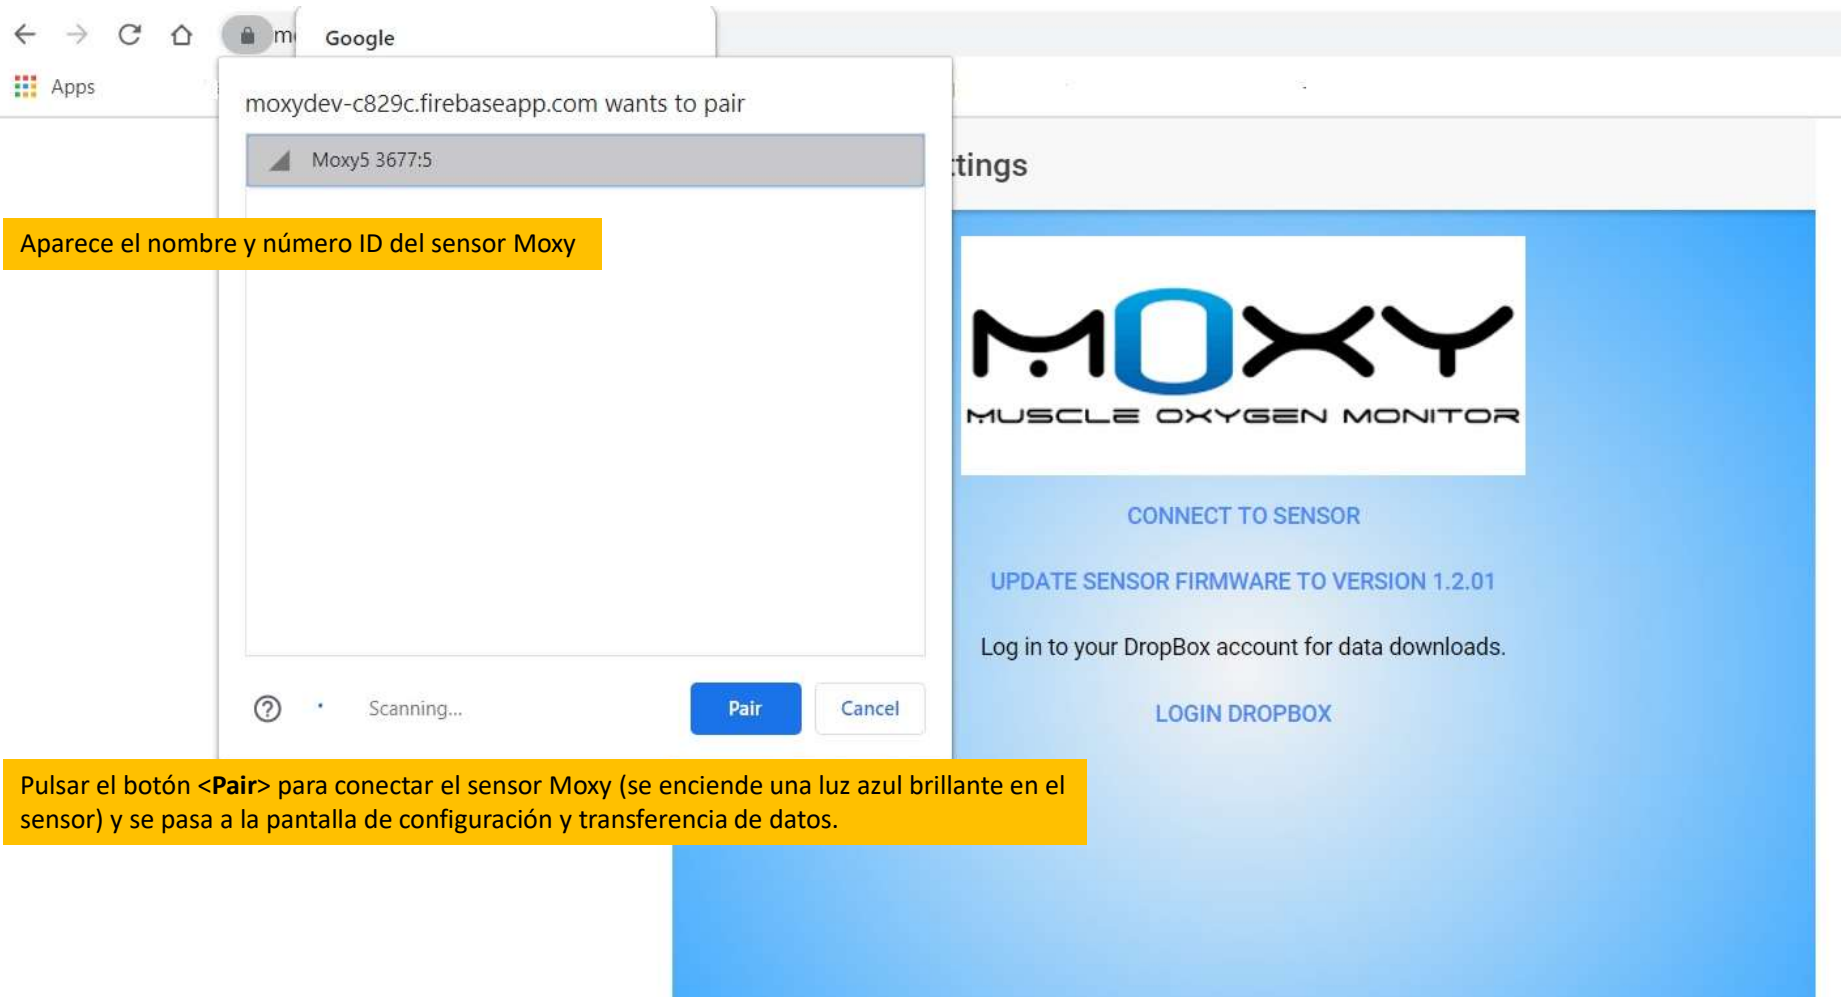 Google
Apps
moxydev-c829c.firebaseapp.com wants to pair
Moxy5 3677:5
Aparece el nombre y número ID del sensor Moxy
Scanning...
Pair
Cancel
Pulsar el botón <Pair> para conectar el sensor Moxy (se enciende una luz azul brillante en el
sensor) y se pasa a la pantalla de configuración y transferencia de datos.
ttings
MOXY
MUSCLE OXYGEN MONITOR
CONNECT TO SENSOR
UPDATE SENSOR FIRMWARE TO VERSION 1.2.01
Log in to your DropBox account for data downloads.
LOGIN DROPBOX